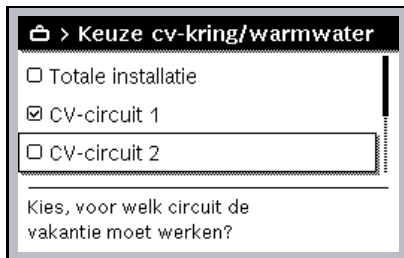 > Keuze cv-kring/warmwater
Totale installatie
CV-circuit 1
CV-circuit 2
Kies, voor welk circuit de
vakantie moet werken?